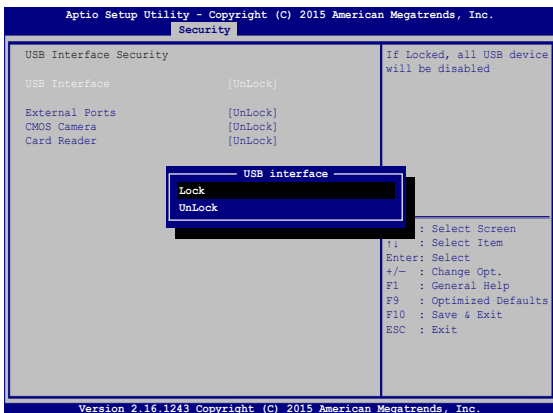 Aptio Setup Utility - Copyright (C) 2015 American Megatrends, Inc.
Security
USB Interface Security
USB Interface [UnLock]
External Ports [UnLock]
CMOS Camera [UnLock]
Card Reader [UnLock]
If Locked, all USB device
will be disabled
USB interface
Lock
UnLock
: Select Screen
↑↓ : Select Item
Enter: Select
+/— : Change Opt.
F1 : General Help
F9 : Optimized Defaults
F10 : Save & Exit
ESC : Exit
Version 2.16.1243 Copyright (C) 2015 American Megatrends, Inc.